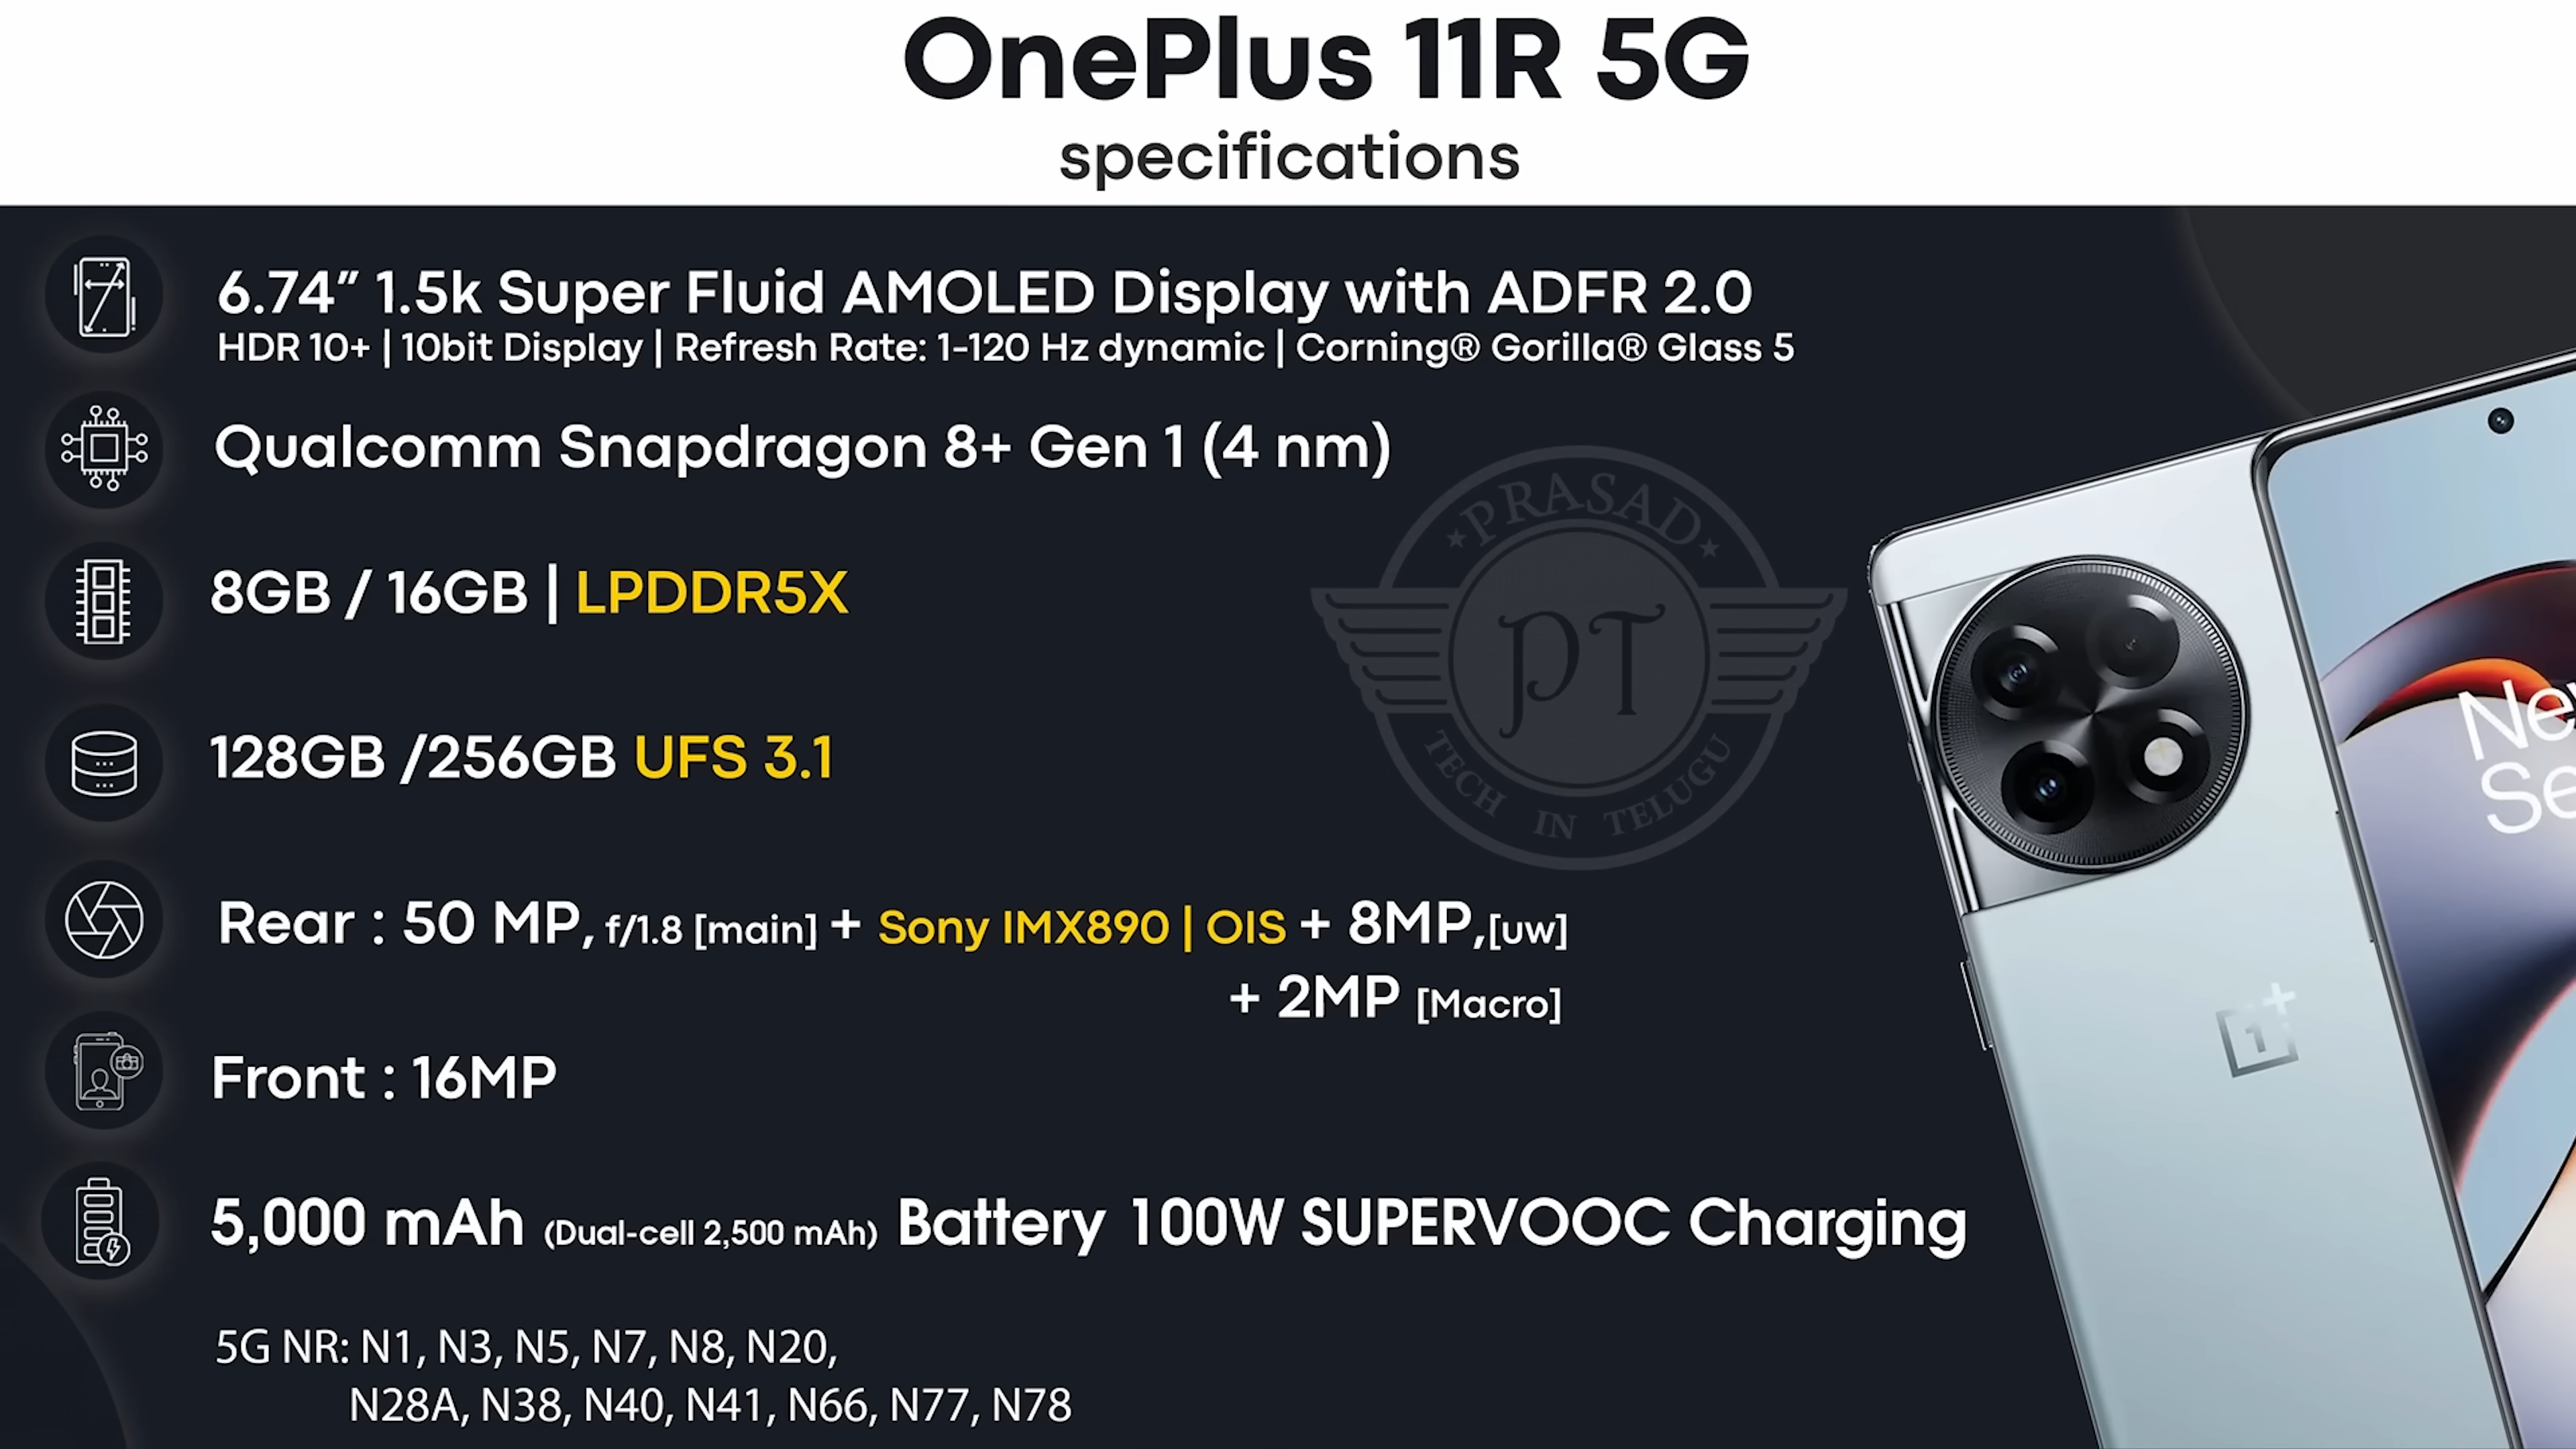 OnePlus 11R 5G
specifications
6.74” 1.5k Super Fluid AMOLED Display with ADFR 2.0
HDR 10+ | 10bit Display | Refresh Rate: 1-120 Hz dynamic | Corning® Gorilla® Glass 5
Qualcomm Snapdragon 8+ Gen 1 (4 nm)
8GB / 16GB | LPDDR5X
128GB /256GB UFS 3.1
★PRASAD★
PT
TECH IN TELUGU
Rear : 50 MP, f/1.8 [main] + Sony IMX890 | OIS + 8MP,[uw]
+ 2MP [Macro]
Front : 16MP
5,000 mAh (Dual-cell 2,500 mAh) Battery 100W SUPERVOOC Charging
5G NR: N1, N3, N5, N7, N8, N20,
N28A, N38, N40, N41, N66, N77, N78
1+